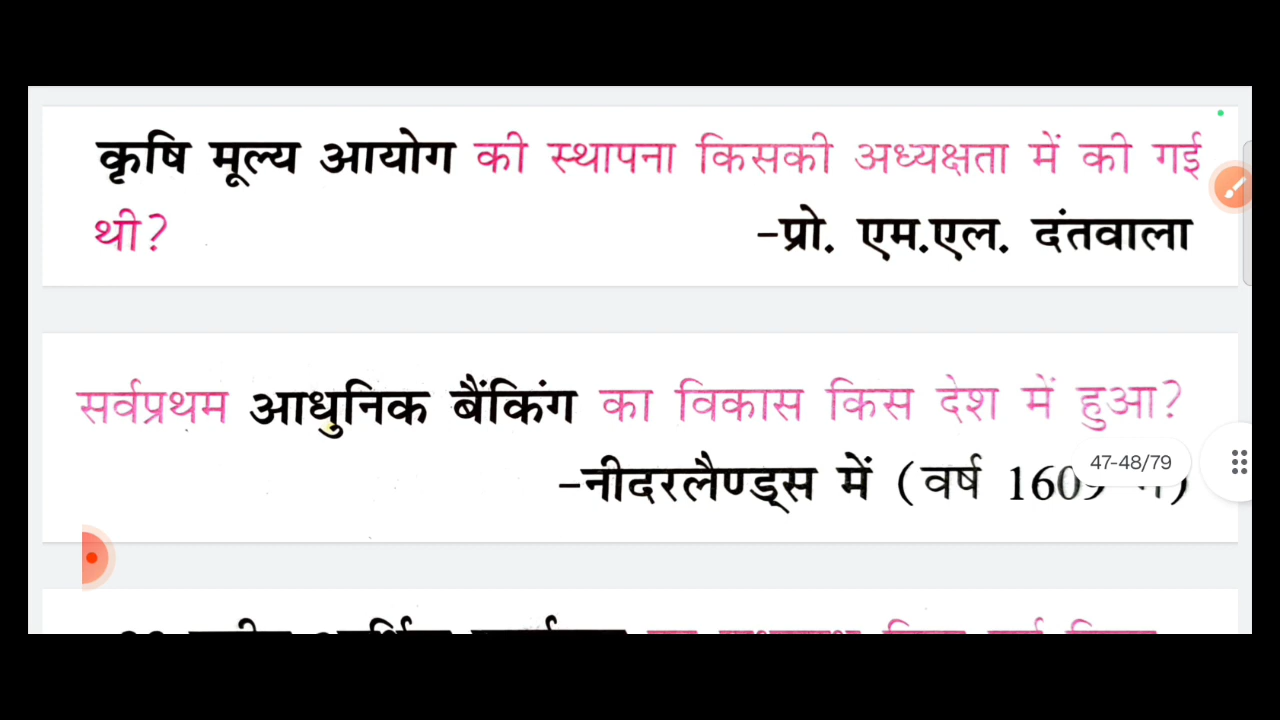 कृषि मूल्य आयोग की स्थापना किसकी अध्यक्षता में की गई
थी? -प्रो. एम.एल. दंतवाला
सर्वप्रथम आधुनिक बैंकिंग का विकास किस देश में हुआ?
47-48/79
-नीदरलैण्ड्स में (वर्ष 1609